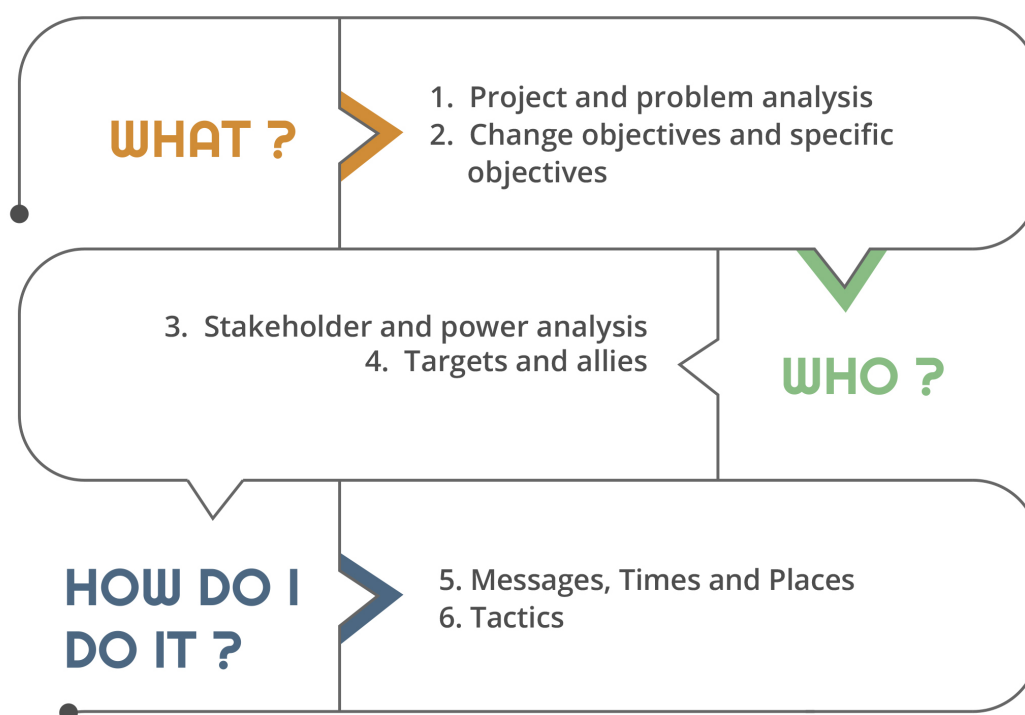 WHAT ?
1. Project and problem analysis
2. Change objectives and specific
objectives
3. Stakeholder and power analysis
4. Targets and allies
WHO ?
HOW DO I
DO IT ?
5. Messages, Times and Places
6. Tactics